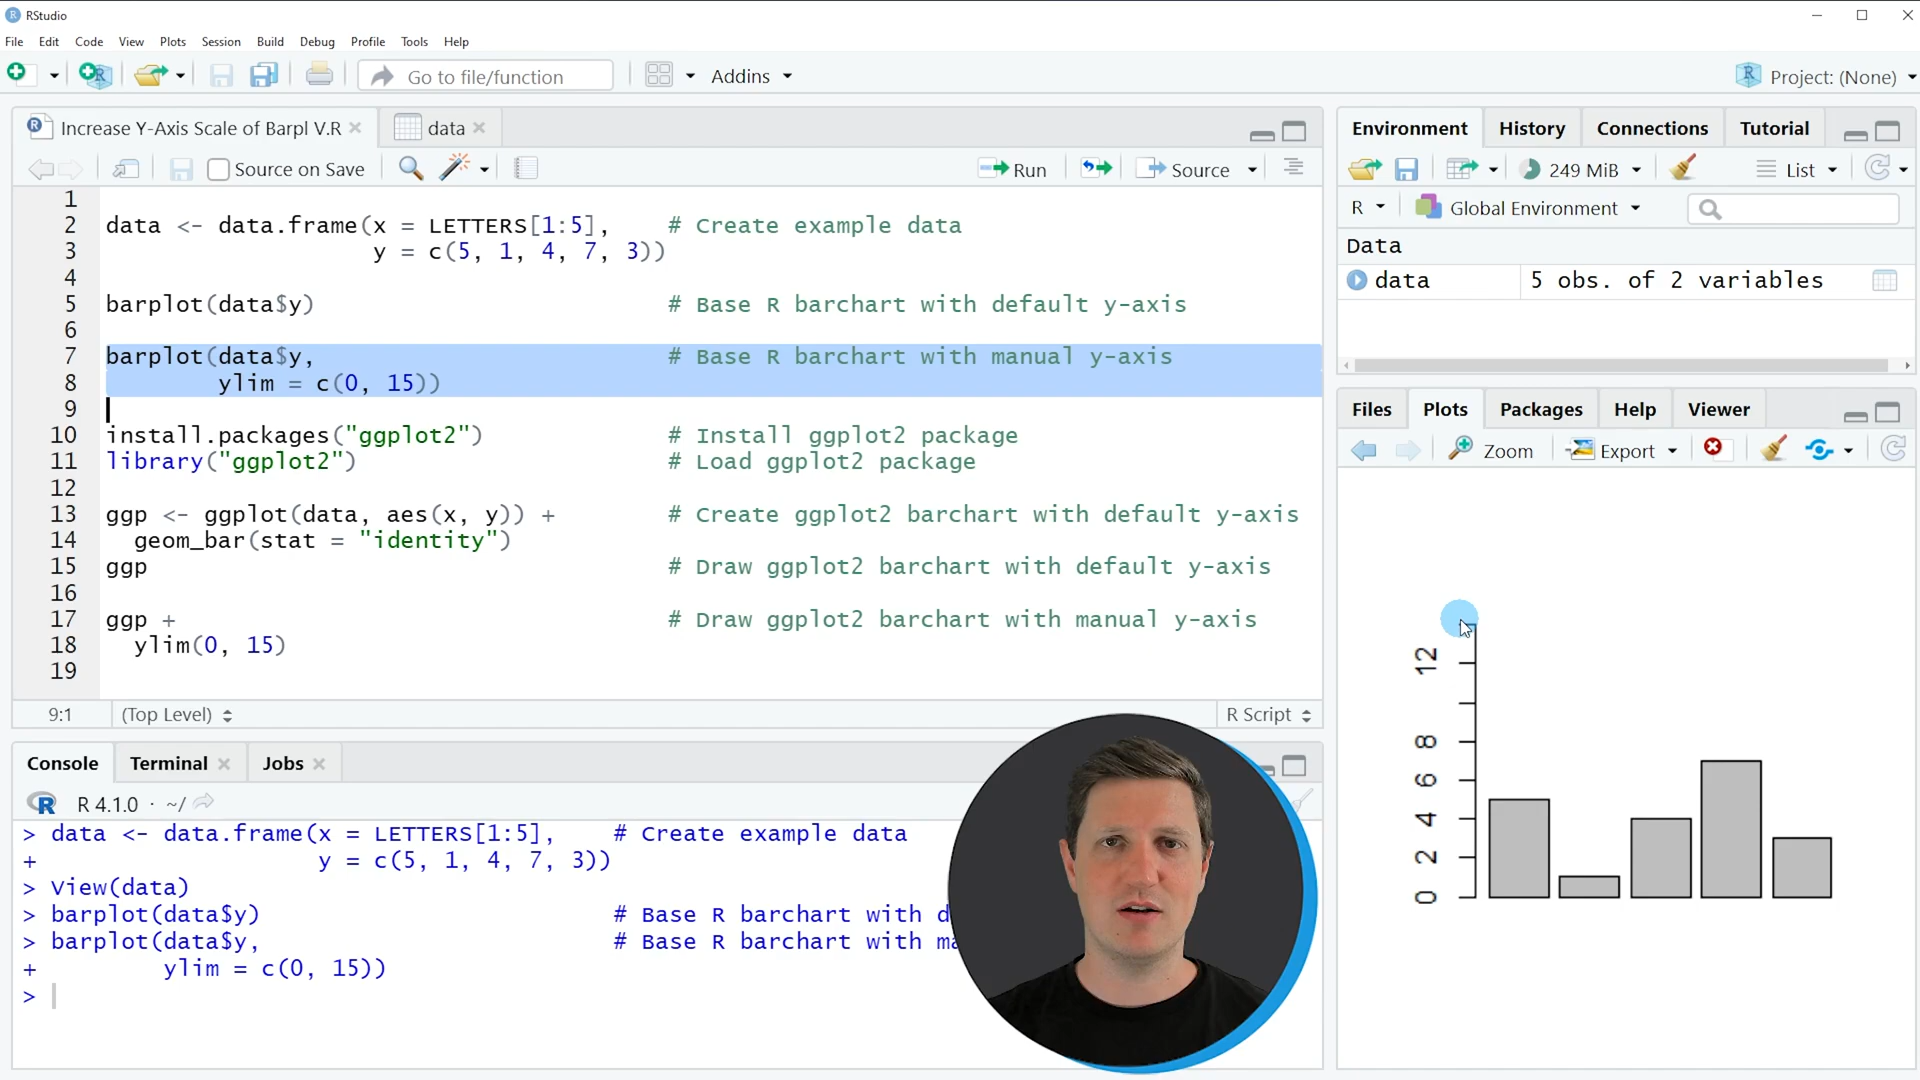 RStudio
File Edit Code View Plots Session Build Debug Profile Tools Help
Go to file/function Addins Project: (None)
Increase Y-Axis Scale of Barpl V.R data
Source on Save Run Source
1
2 data <- data.frame(x = LETTERS[1:5], # Create example data
3 y = c(5, 1, 4, 7, 3))
4
5 barplot(data$y) # Base R barchart with default y-axis
6
7 barplot(data$y, # Base R barchart with manual y-axis
8 ylim = c(0, 15))
9
10 install.packages("ggplot2") # Install ggplot2 package
11 library("ggplot2") # Load ggplot2 package
12
13 ggp <- ggplot(data, aes(x, y)) + # Create ggplot2 barchart with default y-axis
14 geom_bar(stat = "identity")
15 ggp # Draw ggplot2 barchart with default y-axis
16
17 ggp + # Draw ggplot2 barchart with manual y-axis
18 ylim(0, 15)
19
9:1 (Top Level) R Script
Console Terminal Jobs
R 4.1.0 · ~/
> data <- data.frame(x = LETTERS[1:5], # Create example data
+ y = c(5, 1, 4, 7, 3))
> View(data)
> barplot(data$y) # Base R barchart with d
> barplot(data$y, # Base R barchart with ma
+ ylim = c(0, 15))
>
Environment History Connections Tutorial
249 MiB List
R Global Environment
Data
data 5 obs. of 2 variables
Files Plots Packages Help Viewer
Zoom Export
12
8
6
4
2
0